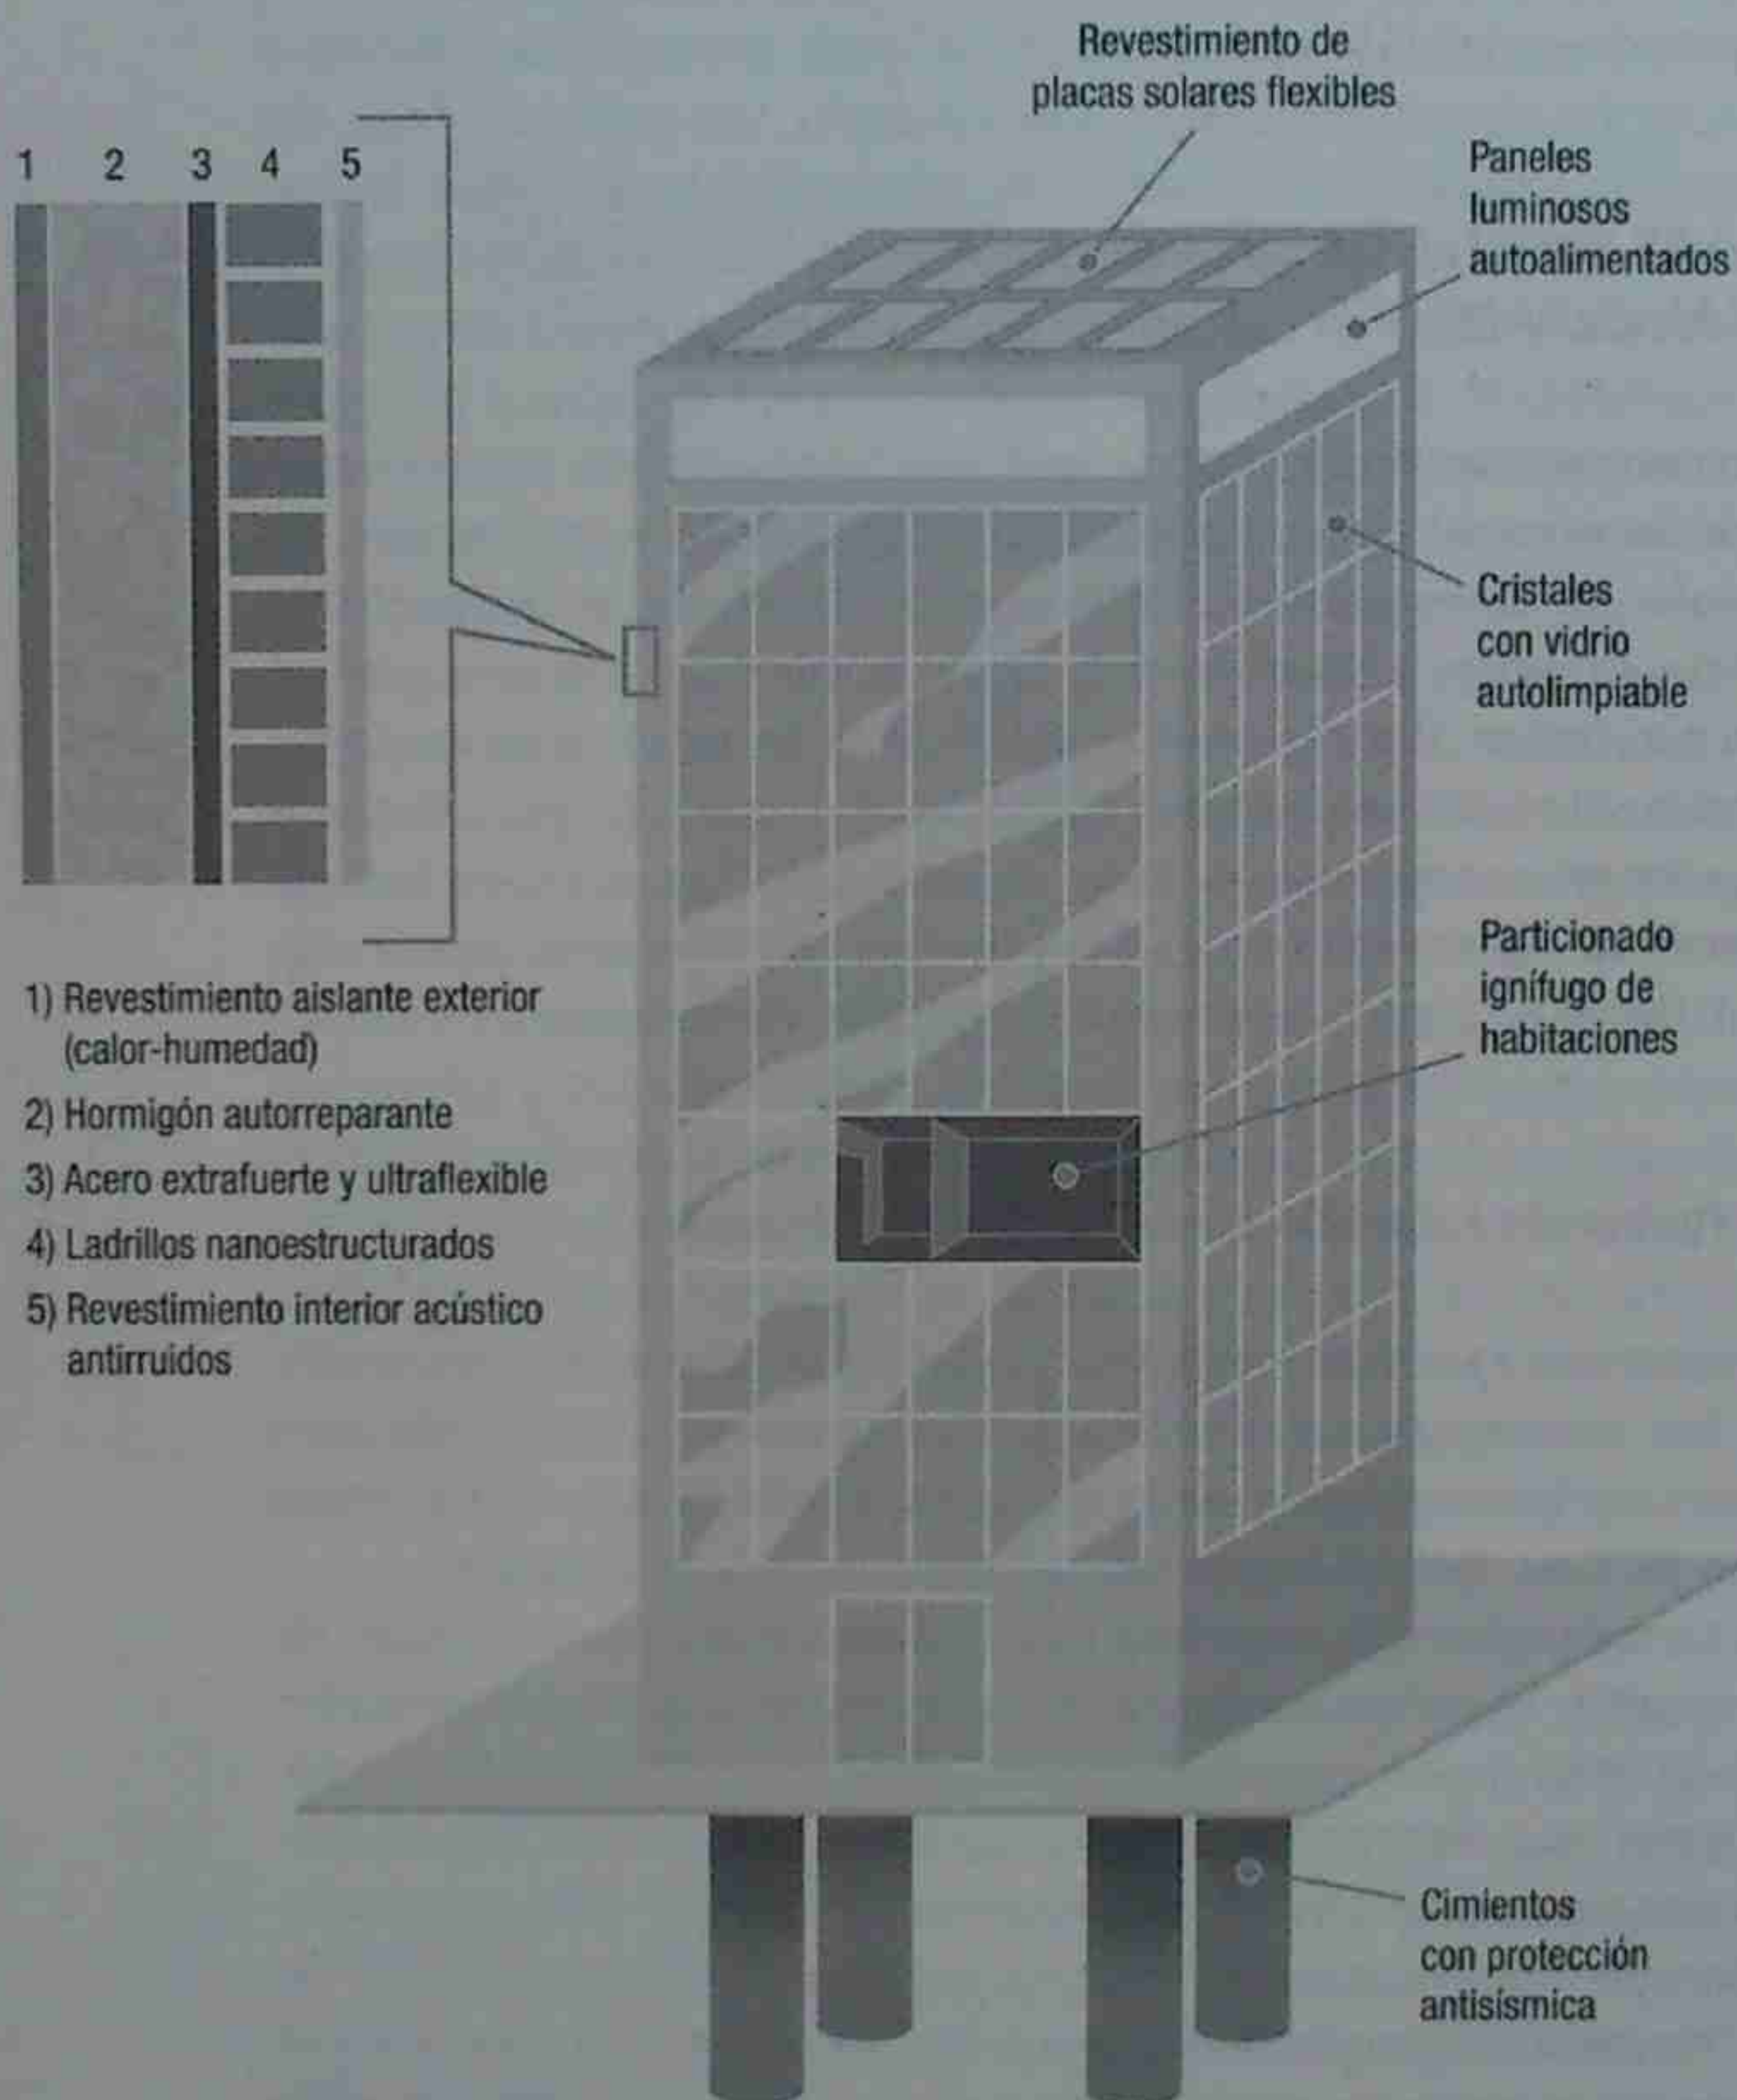 Revestimiento de
placas solares flexibles
Paneles
luminosos
autoalimentados
1 2 3 4 5
Cristales
con vidrio
autolimpiable
Particionado
ignífugo de
habitaciones
1) Revestimiento aislante exterior
(calor-humedad)
2) Hormigón autorreparante
3) Acero extrafuerte y ultraflexible
4) Ladrillos nanoestructurados
5) Revestimiento interior acústico
antirruidos
Cimientos
con protección
antisísmica